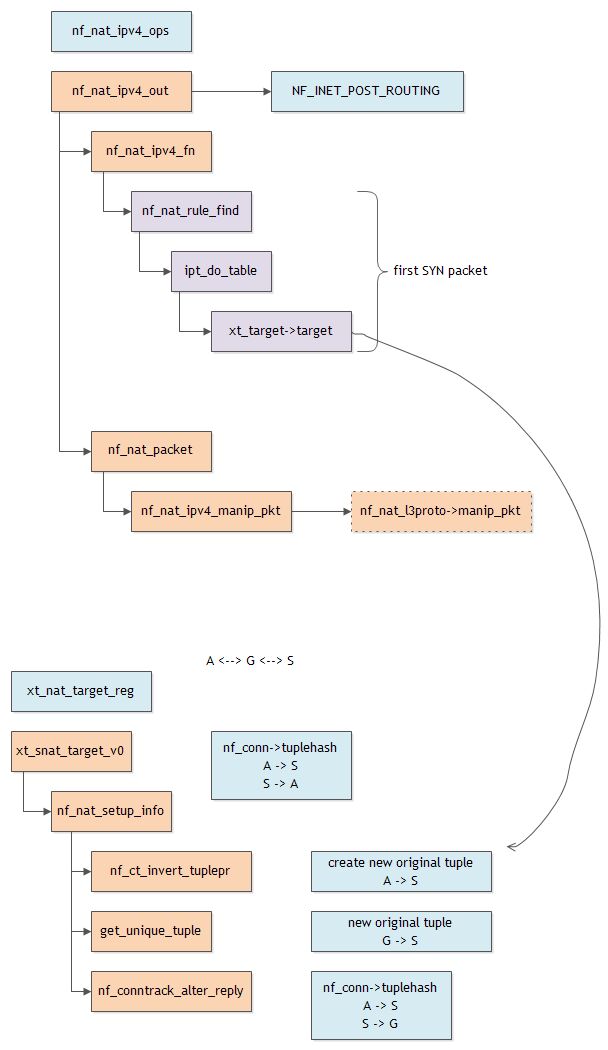 nf_nat_ipv4_ops
nf_nat_ipv4_out
NF_INET_POST_ROUTING
nf_nat_ipv4_fn
nf_nat_rule_find
ipt_do_table
first SYN packet
xt_target->target
nf_nat_packet
nf_nat_ipv4_manip_pkt
nf_nat_l3proto->manip_pkt
A <--> G <--> S
xt_nat_target_reg
xt_snat_target_v0
nf_conn->tuplehash
A -> S
S -> A
nf_nat_setup_info
nf_ct_invert_tuplepr
create new original tuple
A -> S
get_unique_tuple
new original tuple
G -> S
nf_conntrack_alter_reply
nf_conn->tuplehash
A -> S
S -> G